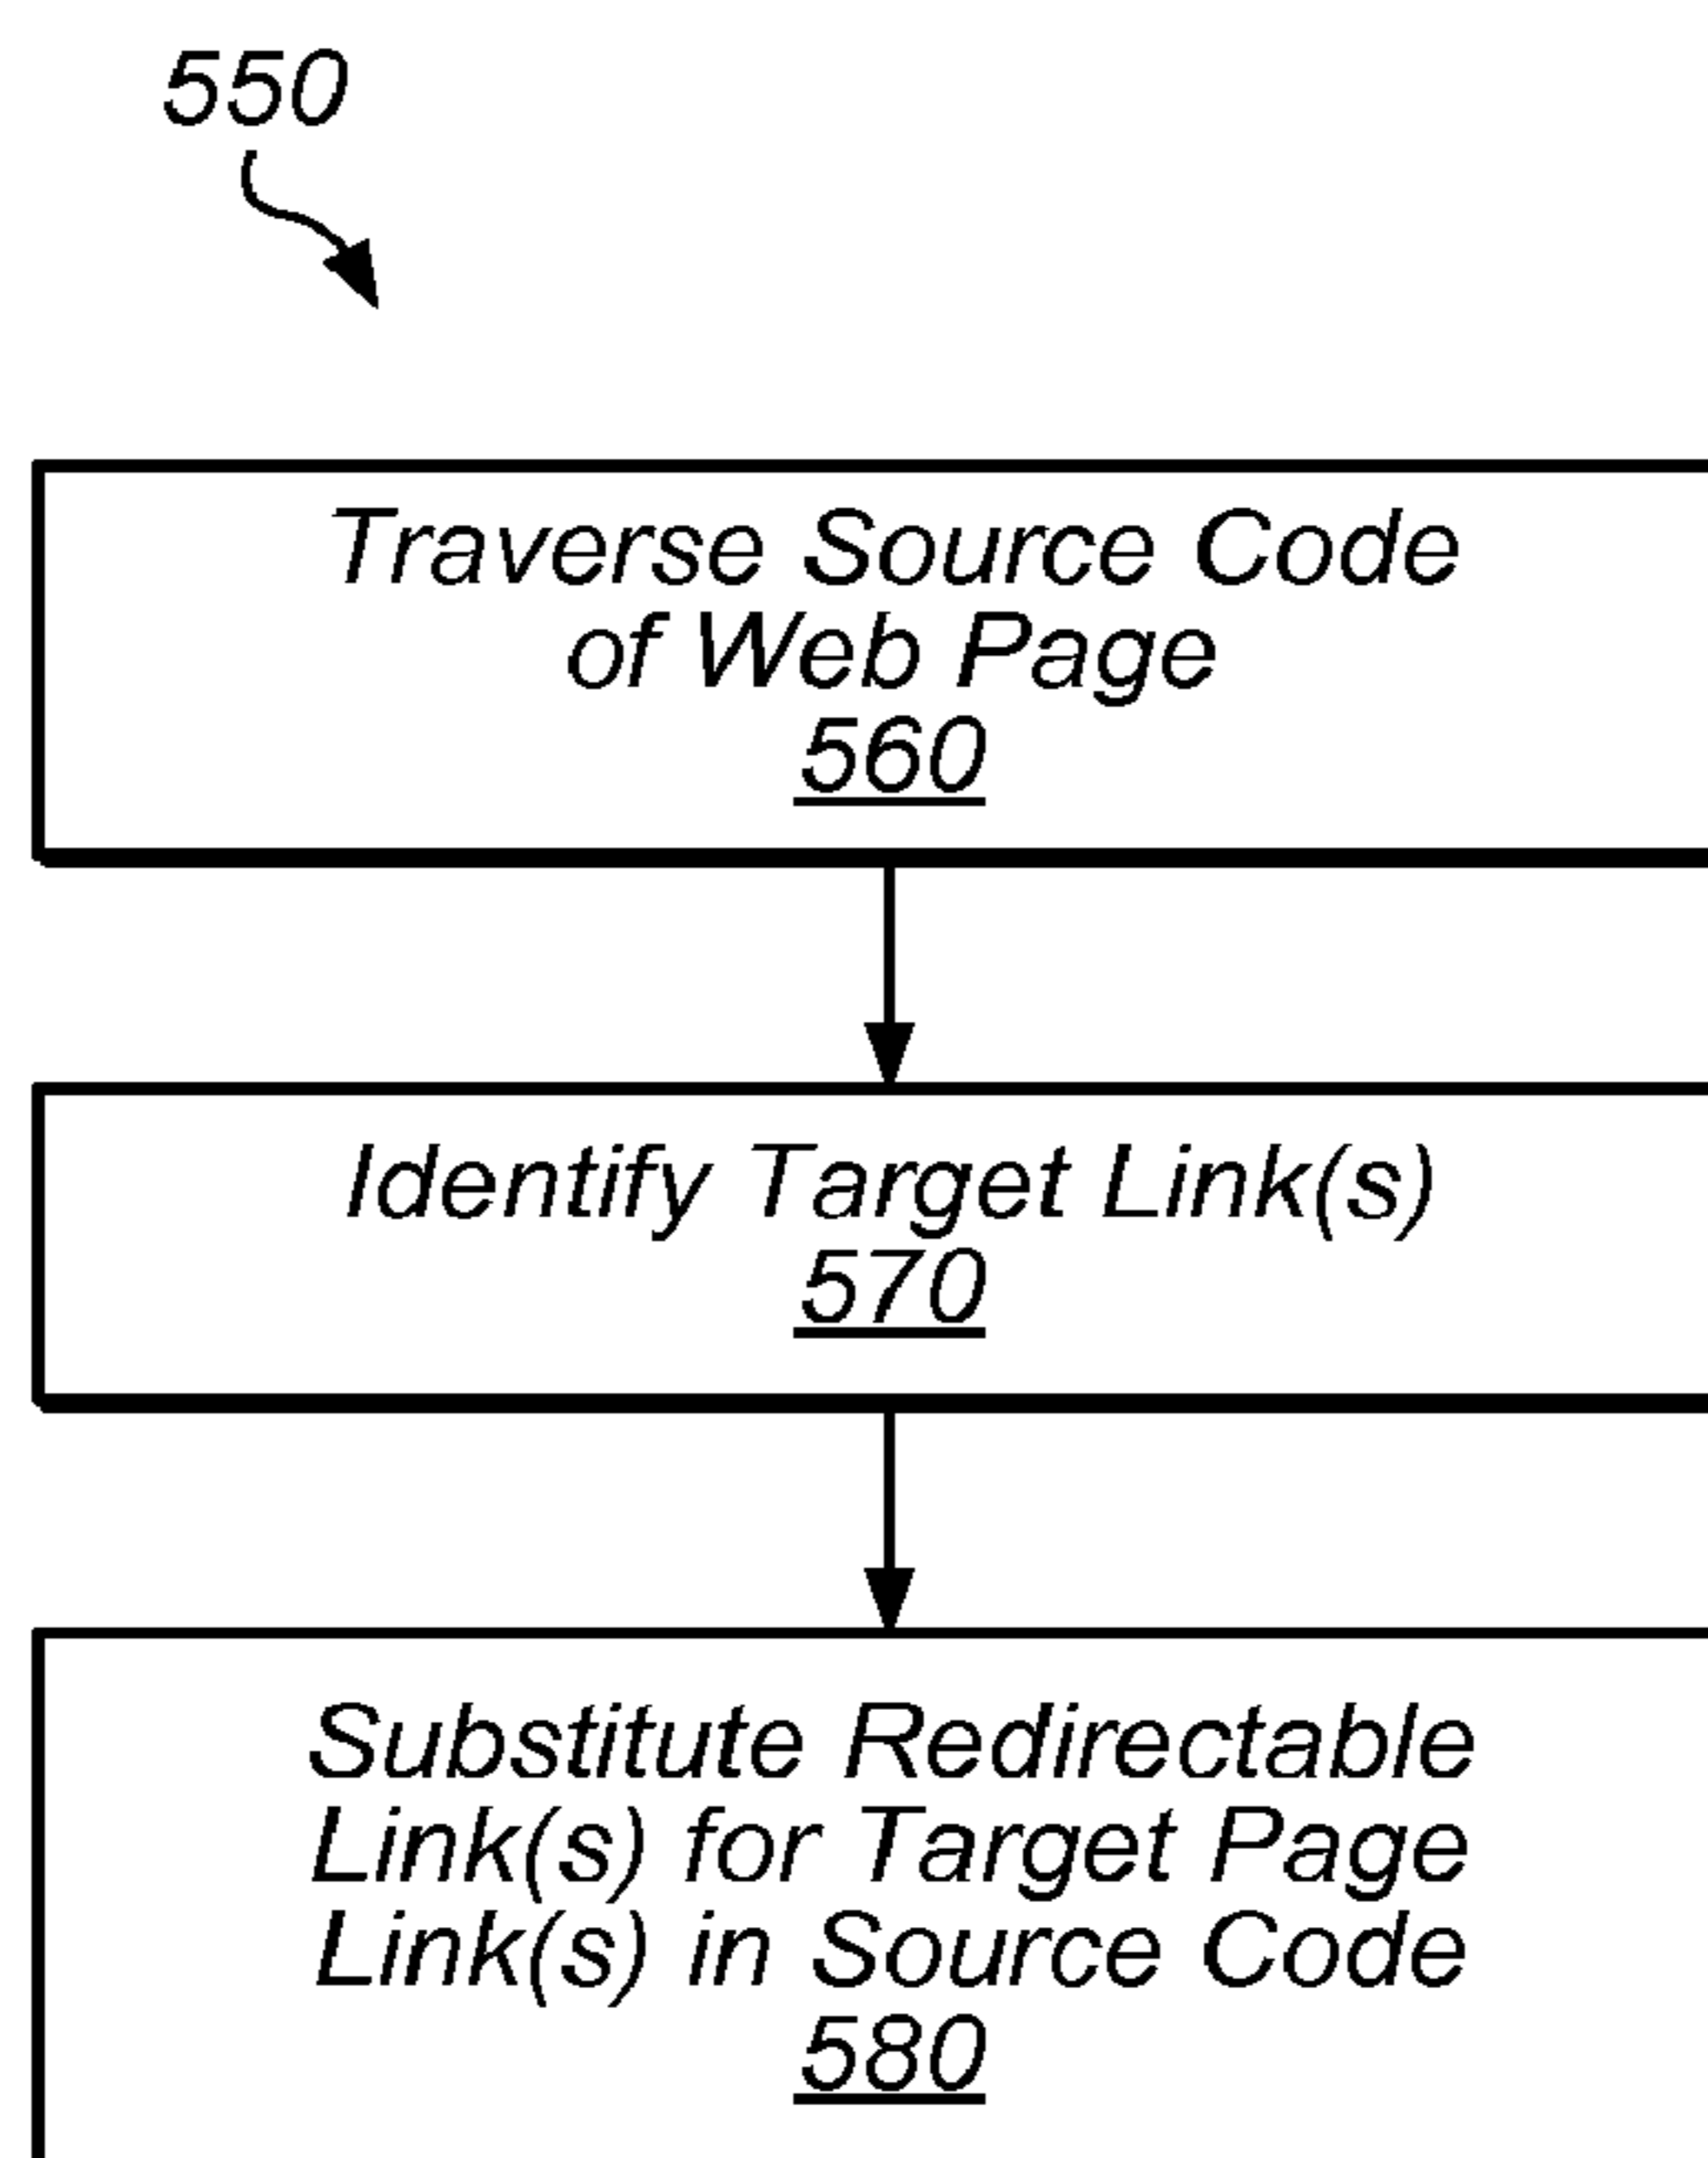 550
Traverse Source Code
of Web Page
560
Identify Target Link(s)
570
Substitute Redirectable
Link(s) for Target Page
Link(s) in Source Code
580